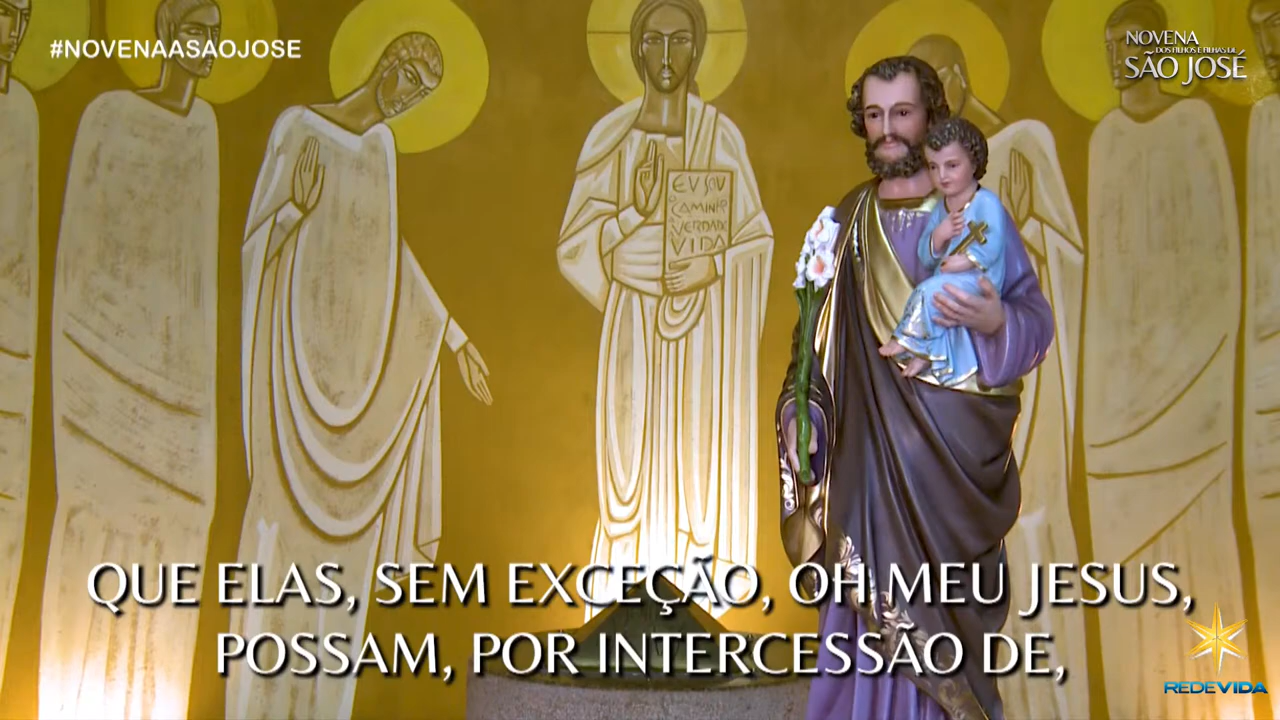 #NOVENAASAOJOSE
NOVENA
DOS FILHOS E FILHAS DE
SÃO JOSÉ
EU SOU
O CAMINHO
A VERDADE
VIDA
QUE ELAS, SEM EXCEÇÃO, OH MEU JESUS,
POSSAM, POR INTERCESSÃO DE,
REDEVIDA